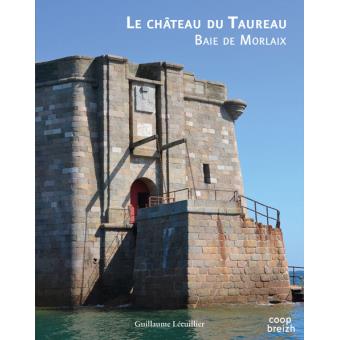 Le château du Taureau
Baie de Morlaix
Guillaume Lécuillier
coop
breizh